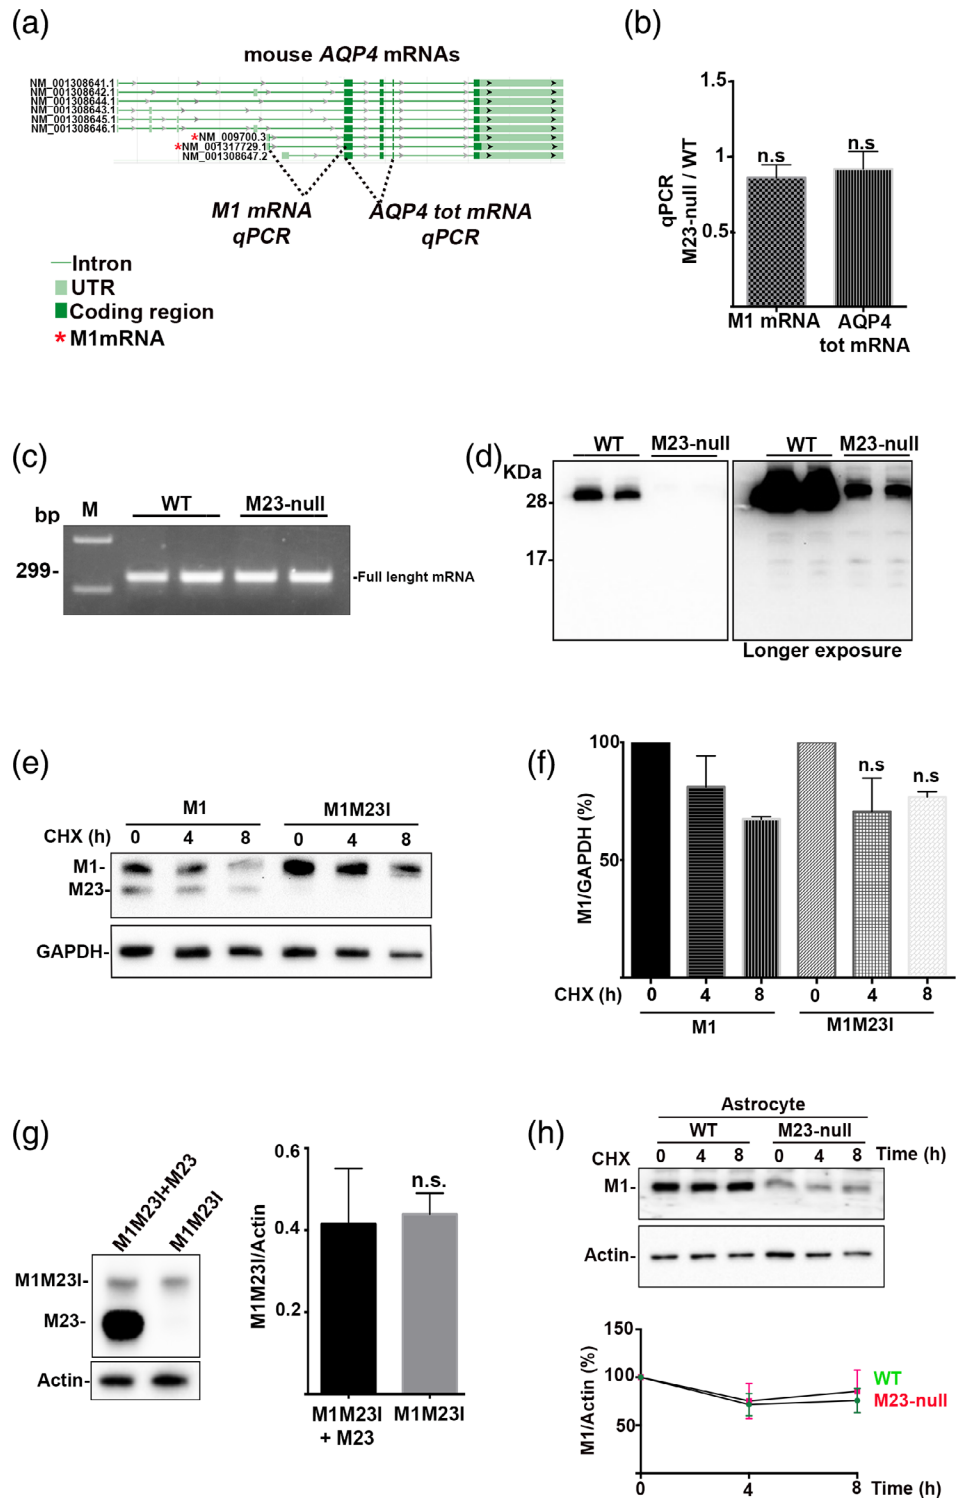 (a)
mouse AQP4 mRNAs
NM_001308641.1
NM_001308642.1
NM_001308644.1
NM_001308643.1
NM_001308645.1
NM_001308646.1
*NM_009700.3
*NM_001317729.1
NM_001308647.2
M1 mRNA
qPCR
AQP4 tot mRNA
qPCR
Intron
UTR
Coding region
*M1mRNA
(b)
qPCR
M23-null / WT
1.5
1
0.5
n.s
n.s
M1 mRNA
AQP4
tot mRNA
(c)
bp
M
WT
M23-null
299-
-Full lenght mRNA
(d)
KDa
WT
M23-null
WT
M23-null
28-
17-
Longer exposure
(e)
M1
M1M23I
CHX (h)
0 4 8 0 4 8
M1-
M23-
GAPDH-
(f)
M1/GAPDH (%)
100
50
n.s
n.s
CHX (h)
0 4 8 0 4 8
M1
M1M23I
(g)
M1M23I+M23
M1M23I
M1M23I-
M23-
Actin-
M1M23I/Actin
0.6
0.4
0.2
n.s.
M1M23I
+ M23
M1M23I
(h)
Astrocyte
WT
M23-null
CHX
0 4 8 0 4 8 Time (h)
M1-
Actin-
M1/Actin (%)
150
100
50
WT
M23-null
0 4 8 Time (h)